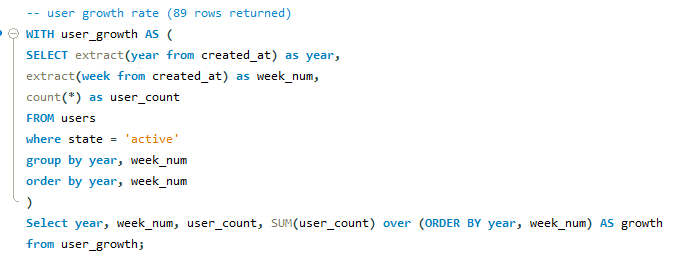 -- user growth rate (89 rows returned)
WITH user_growth AS (
SELECT extract(year from created_at) as year,
extract(week from created_at) as week_num,
count(*) as user_count
FROM users
where state = 'active'
group by year, week_num
order by year, week_num
)
Select year, week_num, user_count, SUM(user_count) over (ORDER BY year, week_num) AS growth
from user_growth;